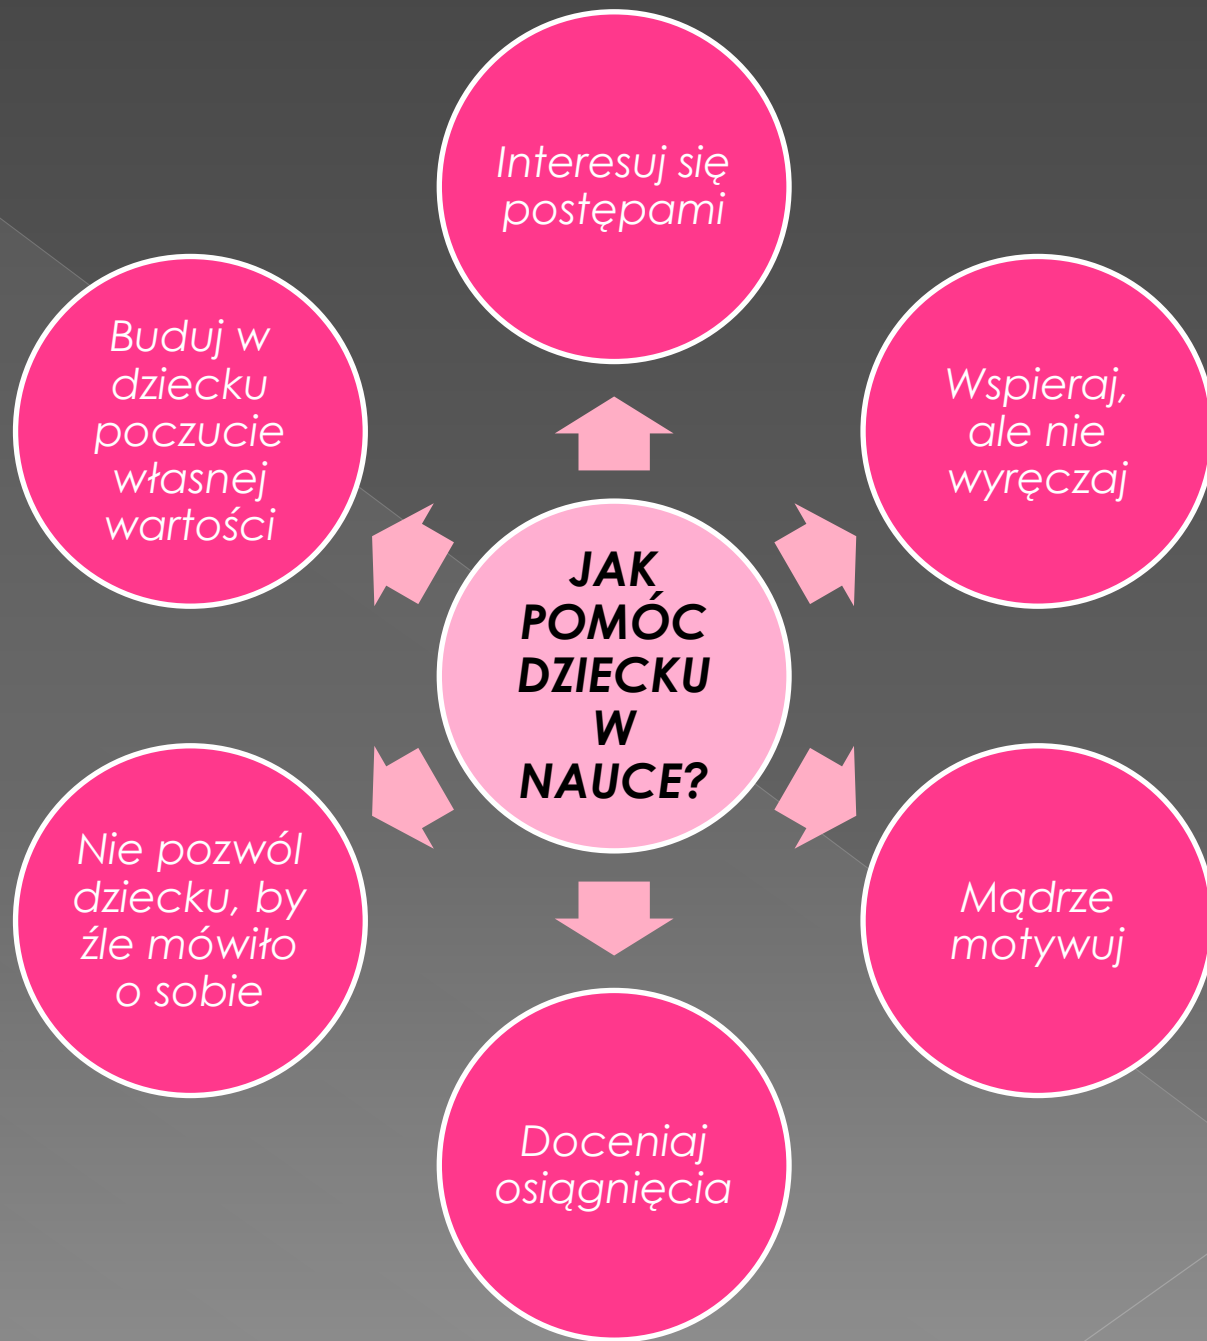 Interesuj się
postępami
Buduj w
dziecku
poczucie
własnej
wartości
Wspieraj,
ale nie
wyręczaj
JAK
POMÓC
DZIECKU
W
NAUCE?
Nie pozwól
dziecku, by
źle mówiło
o sobie
Mądrze
motywuj
Doceniaj
osiągnięcia